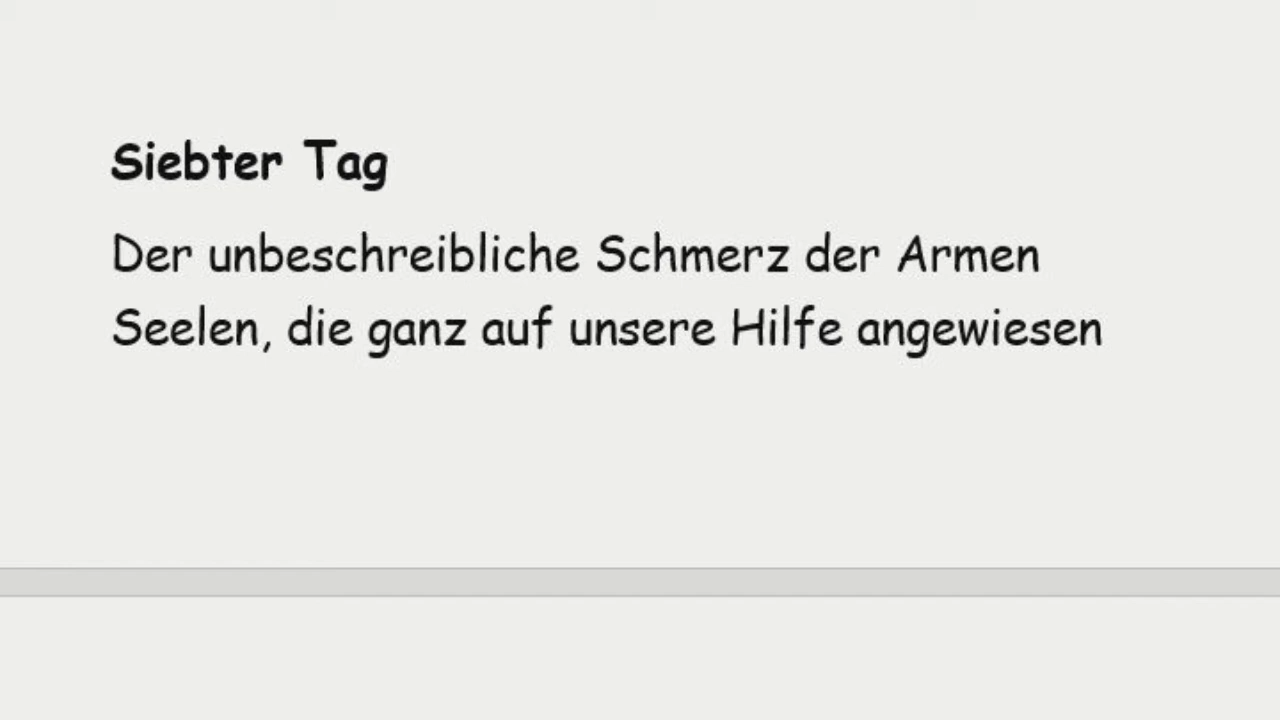 Siebter Tag
Der unbeschreibliche Schmerz der Armen
Seelen, die ganz auf unsere Hilfe angewiesen